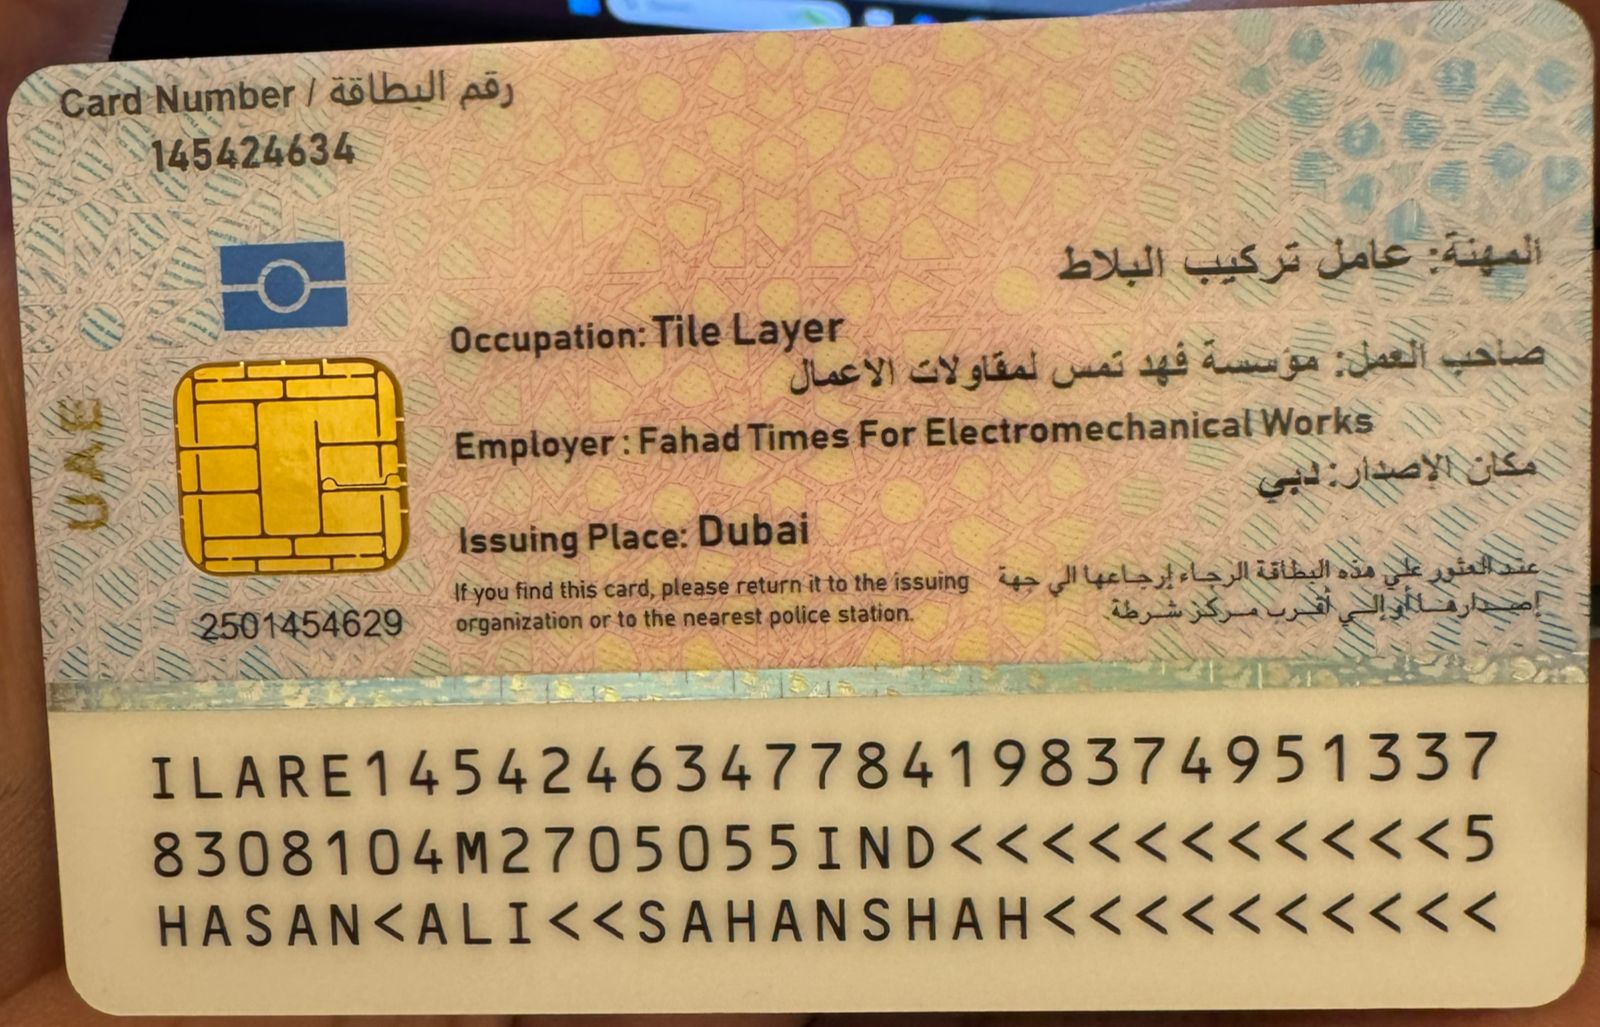 Card Number / رقم البطاقة
145424634
المهنة: عامل تركيب البلاط
Occupation: Tile Layer
صاحب العمل: مؤسسة فهد تمس لمقاولات الاعمال
Employer : Fahad Times For Electromechanical Works
مكان الاصدار: دبي
Issuing Place: Dubai
عند العثور علي هذه البطاقة الرجاء إرجاعها الي جهة
إصدارها أو إلي أقرب مركز شرطة.
If you find this card, please return it to the issuing
organization or to the nearest police station.
UAE
2501454629
ILARE1454246347784198374951337
8308104M2705055IND<<<<<<<<<<<<5
HASAN<ALI<<SAHANSHAH<<<<<<<<<<<